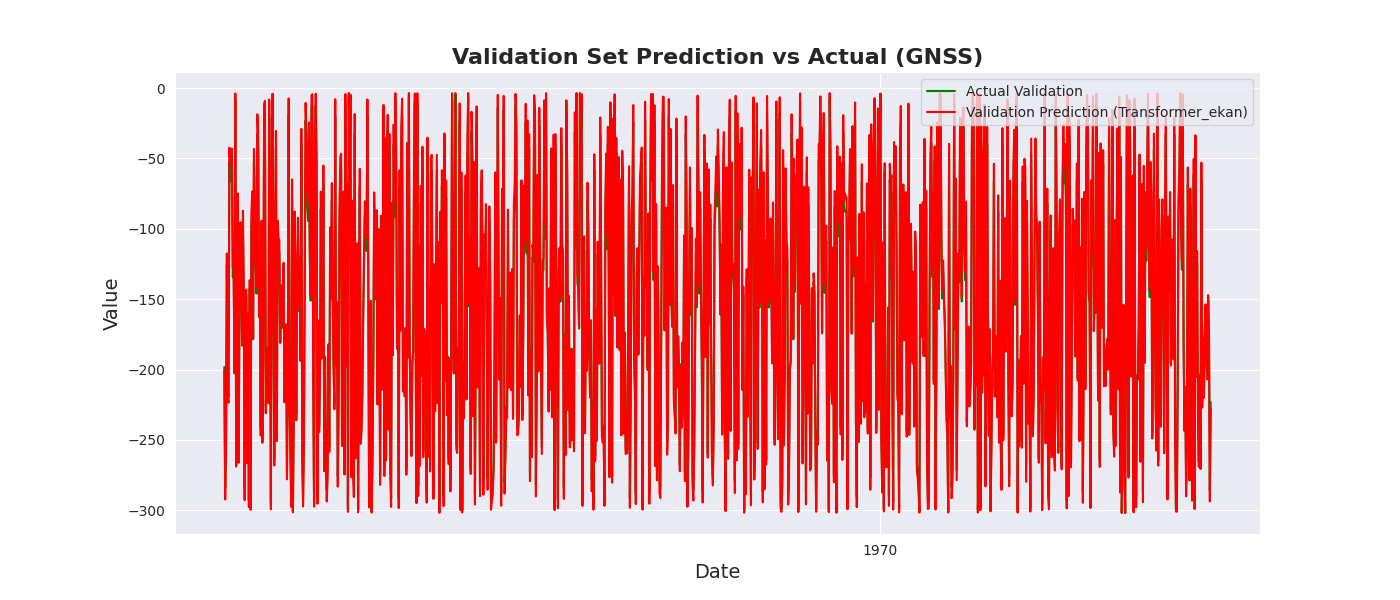 Validation Set Prediction vs Actual (GNSS)
Actual Validation
Validation Prediction (Transformer_ekan)
Value
0
−50
−100
−150
−200
−250
−300
1970
Date